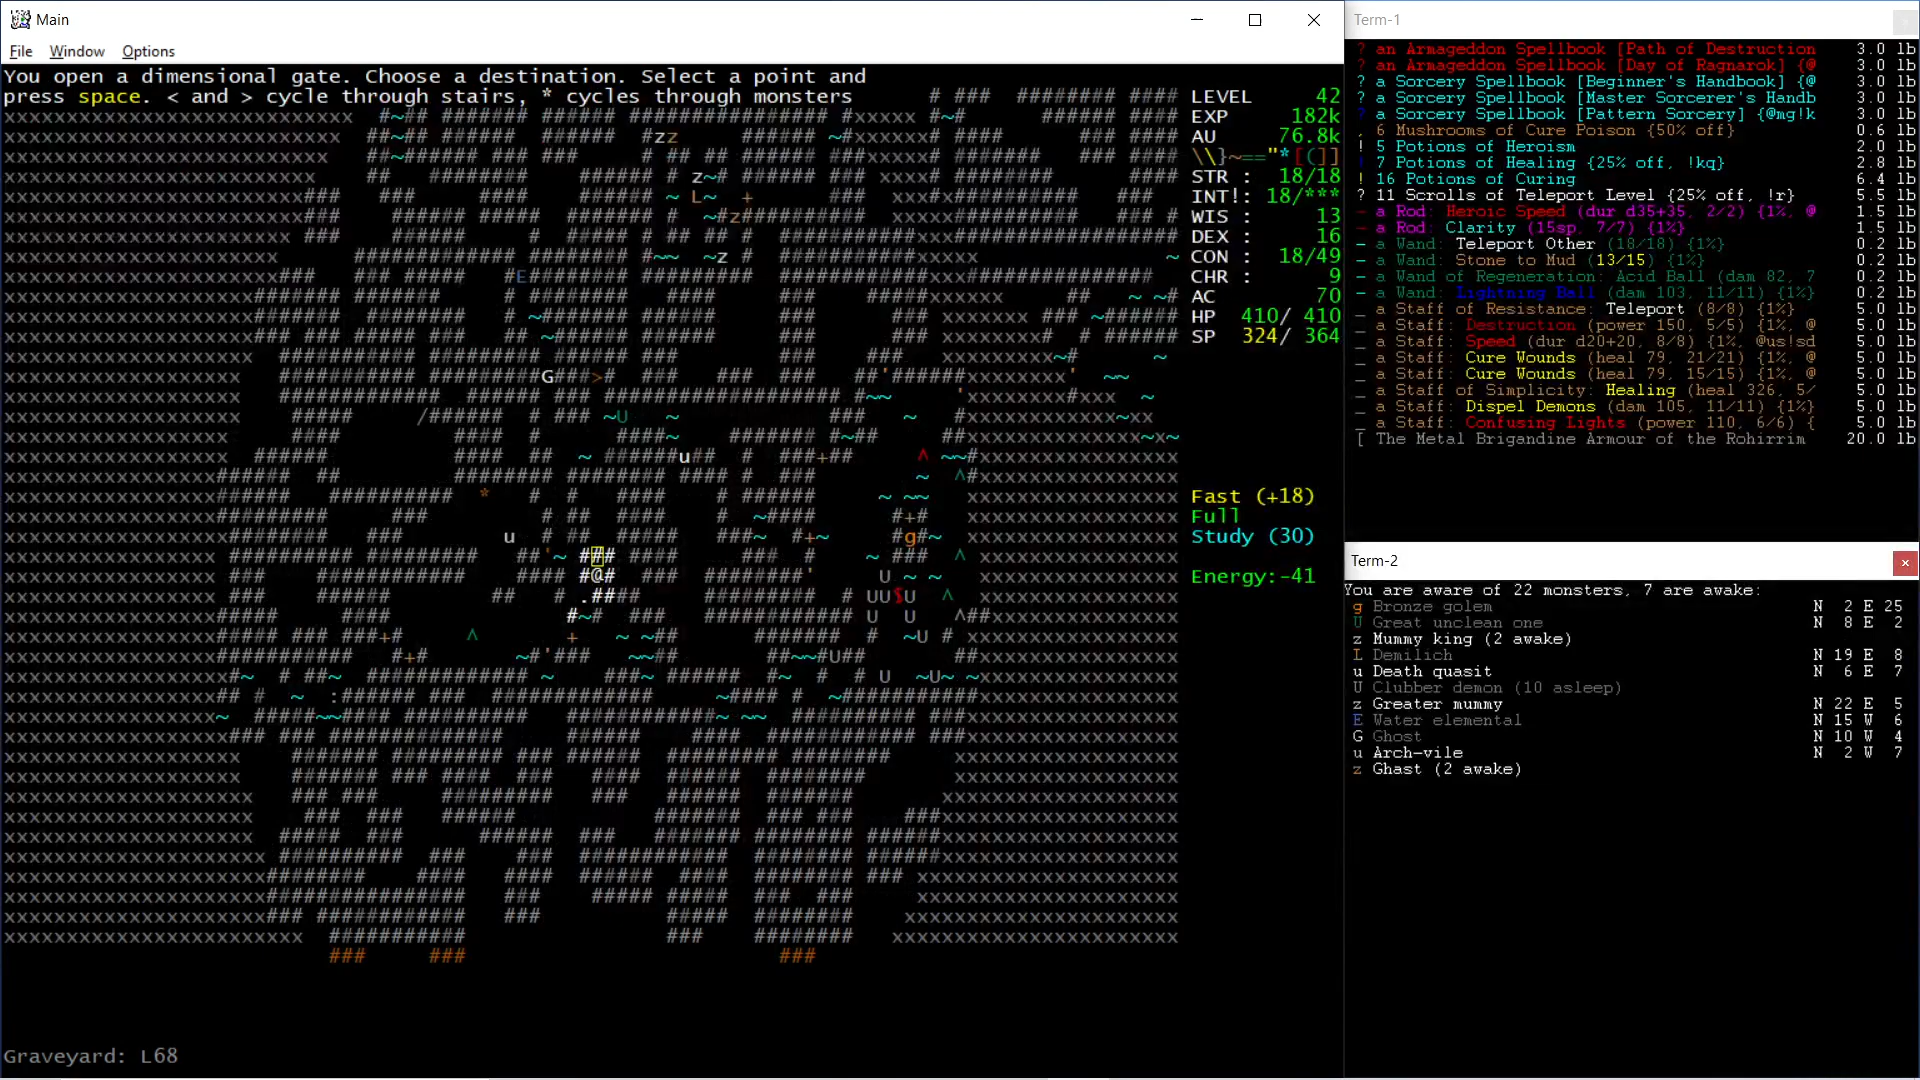 Main
File Window Options
You open a dimensional gate. Choose a destination. Select a point and
press space. < and > cycle through stairs, * cycles through monsters
LEVEL 42
EXP 182k
AU 76.8k
\\}~=="*[(]]
STR : 18/18
INT!: 18/***
WIS : 13
DEX : 16
CON : 18/49
CHR : 9
AC 70
HP 410/ 410
SP 324/ 364
Fast (+18)
Full
Study (30)
Energy:-41
Graveyard: L68
Term-1
? an Armageddon Spellbook [Path of Destruction 3.0 lb
? an Armageddon Spellbook [Day of Ragnarok] {@ 3.0 lb
? a Sorcery Spellbook [Beginner's Handbook] {@ 3.0 lb
? a Sorcery Spellbook [Master Sorcerer's Handb 3.0 lb
? a Sorcery Spellbook [Pattern Sorcery] {@mg!k 3.0 lb
, 6 Mushrooms of Cure Poison {50% off} 0.6 lb
! 5 Potions of Heroism 2.0 lb
! 7 Potions of Healing {25% off, !kq} 2.8 lb
! 16 Potions of Curing 6.4 lb
? 11 Scrolls of Teleport Level {25% off, !r} 5.5 lb
- a Rod: Heroic Speed (dur d35+35, 2/2) {1%, @ 1.5 lb
- a Rod: Clarity (15sp, 7/7) {1%} 1.5 lb
- a Wand: Teleport Other (18/18) {1%} 0.2 lb
- a Wand: Stone to Mud (13/15) {1%} 0.2 lb
- a Wand of Regeneration: Acid Ball (dam 82, 7 0.2 lb
- a Wand: Lightning Ball (dam 103, 11/11) {1%} 0.2 lb
_ a Staff of Resistance: Teleport (8/8) {1%} 5.0 lb
_ a Staff: Destruction (power 150, 5/5) {1%, @ 5.0 lb
_ a Staff: Speed (dur d20+20, 8/8) {1%, @us!sd 5.0 lb
_ a Staff: Cure Wounds (heal 79, 21/21) {1%, @ 5.0 lb
_ a Staff: Cure Wounds (heal 79, 15/15) {1%, @ 5.0 lb
_ a Staff of Simplicity: Healing (heal 326, 5/ 5.0 lb
_ a Staff: Dispel Demons (dam 105, 11/11) {1%} 5.0 lb
_ a Staff: Confusing Lights (power 110, 6/6) { 5.0 lb
[ The Metal Brigandine Armour of the Rohirrim 20.0 lb
Term-2
You are aware of 22 monsters, 7 are awake:
g Bronze golem N 2 E 25
U Great unclean one N 8 E 2
z Mummy king (2 awake)
L Demilich N 19 E 8
u Death quasit N 6 E 7
U Clubber demon (10 asleep)
z Greater mummy N 22 E 5
E Water elemental N 15 W 6
G Ghost N 10 W 4
u Arch-vile N 2 W 7
z Ghast (2 awake)